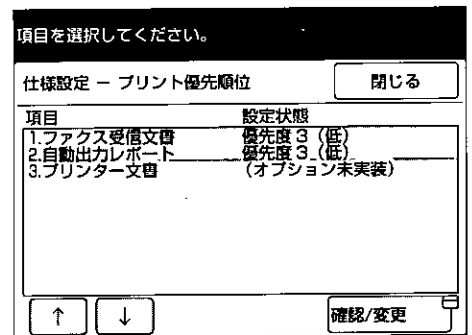 項目を選択してください。
仕様設定 － プリント優先順位 閉じる
項目 設定状態
1.ファクス受信文書 優先度3（低）
2.自動出力レポート 優先度3（低）
3.プリンター文書 （オプション未実装）
↑ ↓ 確認/変更